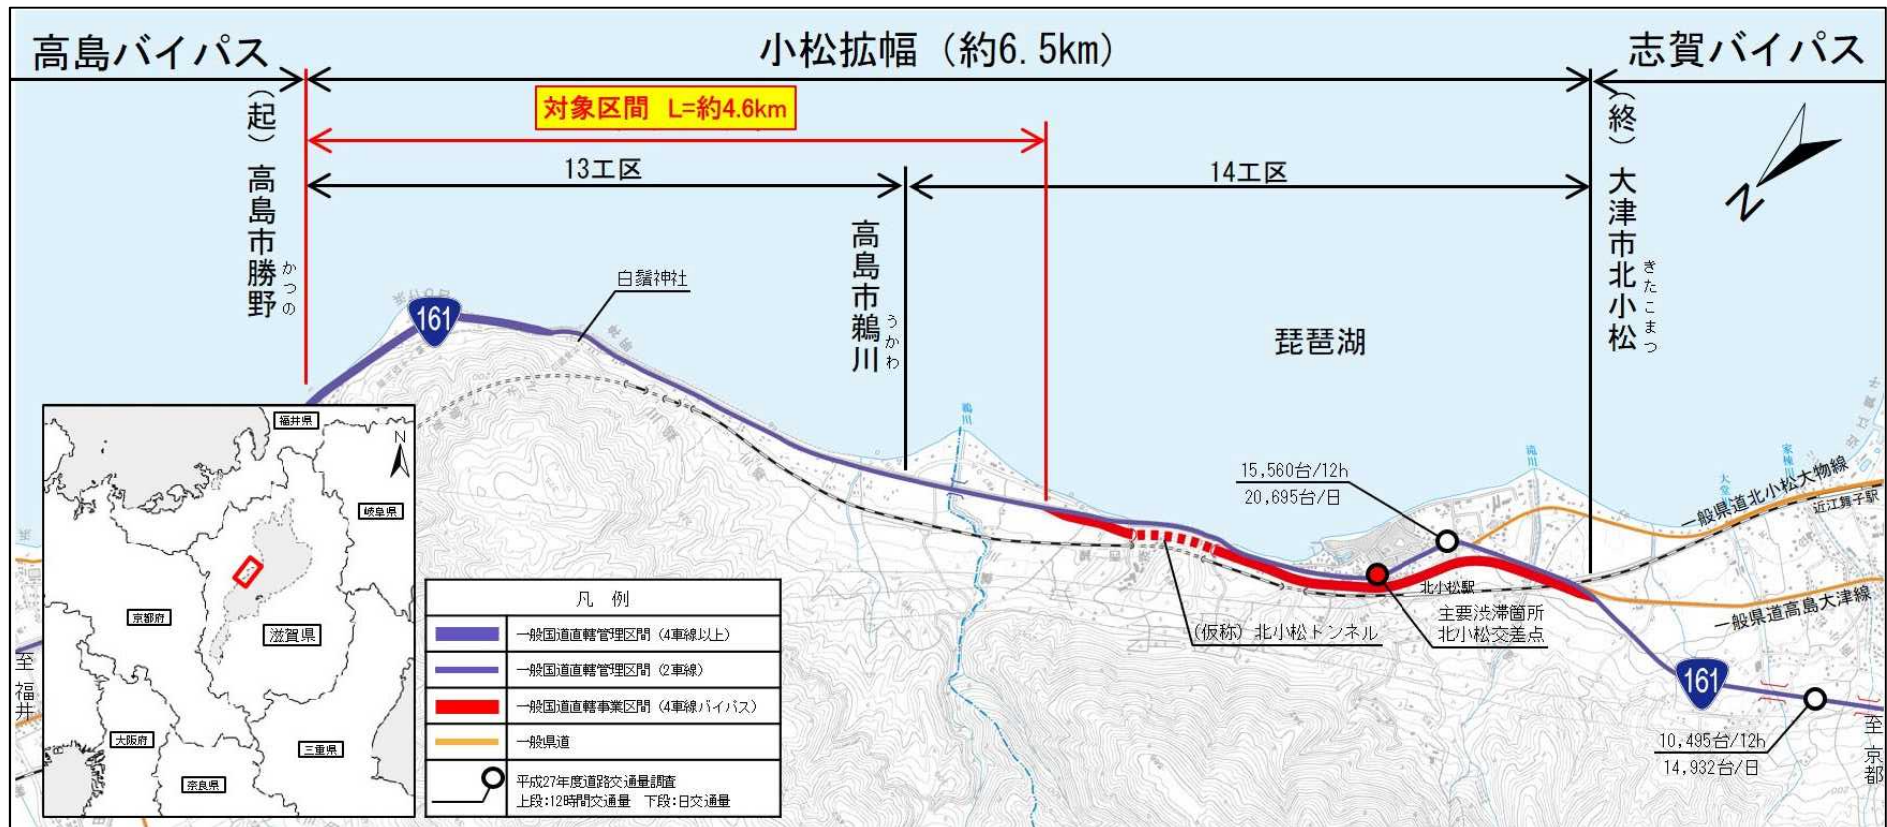 高島バイパス
小松拡幅（約6.5km）
志賀バイパス
対象区間 L=約4.6km
13工区
14工区
（起）高島市勝野
かつの
高島市鵜川
うかわ
（終）大津市北小松
きたこまつ
N
白鬚神社
161
琵琶湖
鵜川
滝川
15,560台/12h
20,695台/日
一般県道北小松大物線
近江舞子駅
北小松駅
主要渋滞箇所
北小松交差点
（仮称）北小松トンネル
一般県道高島大津線
161
10,495台/12h
14,932台/日
至 京都
至 福井
福井県
N
岐阜県
京都府
滋賀県
大阪府
三重県
奈良県
凡 例
一般国道直轄管理区間（4車線以上）
一般国道直轄管理区間（2車線）
一般国道直轄事業区間（4車線バイパス）
一般県道
平成27年度道路交通量調査
上段:12時間交通量 下段:日交通量